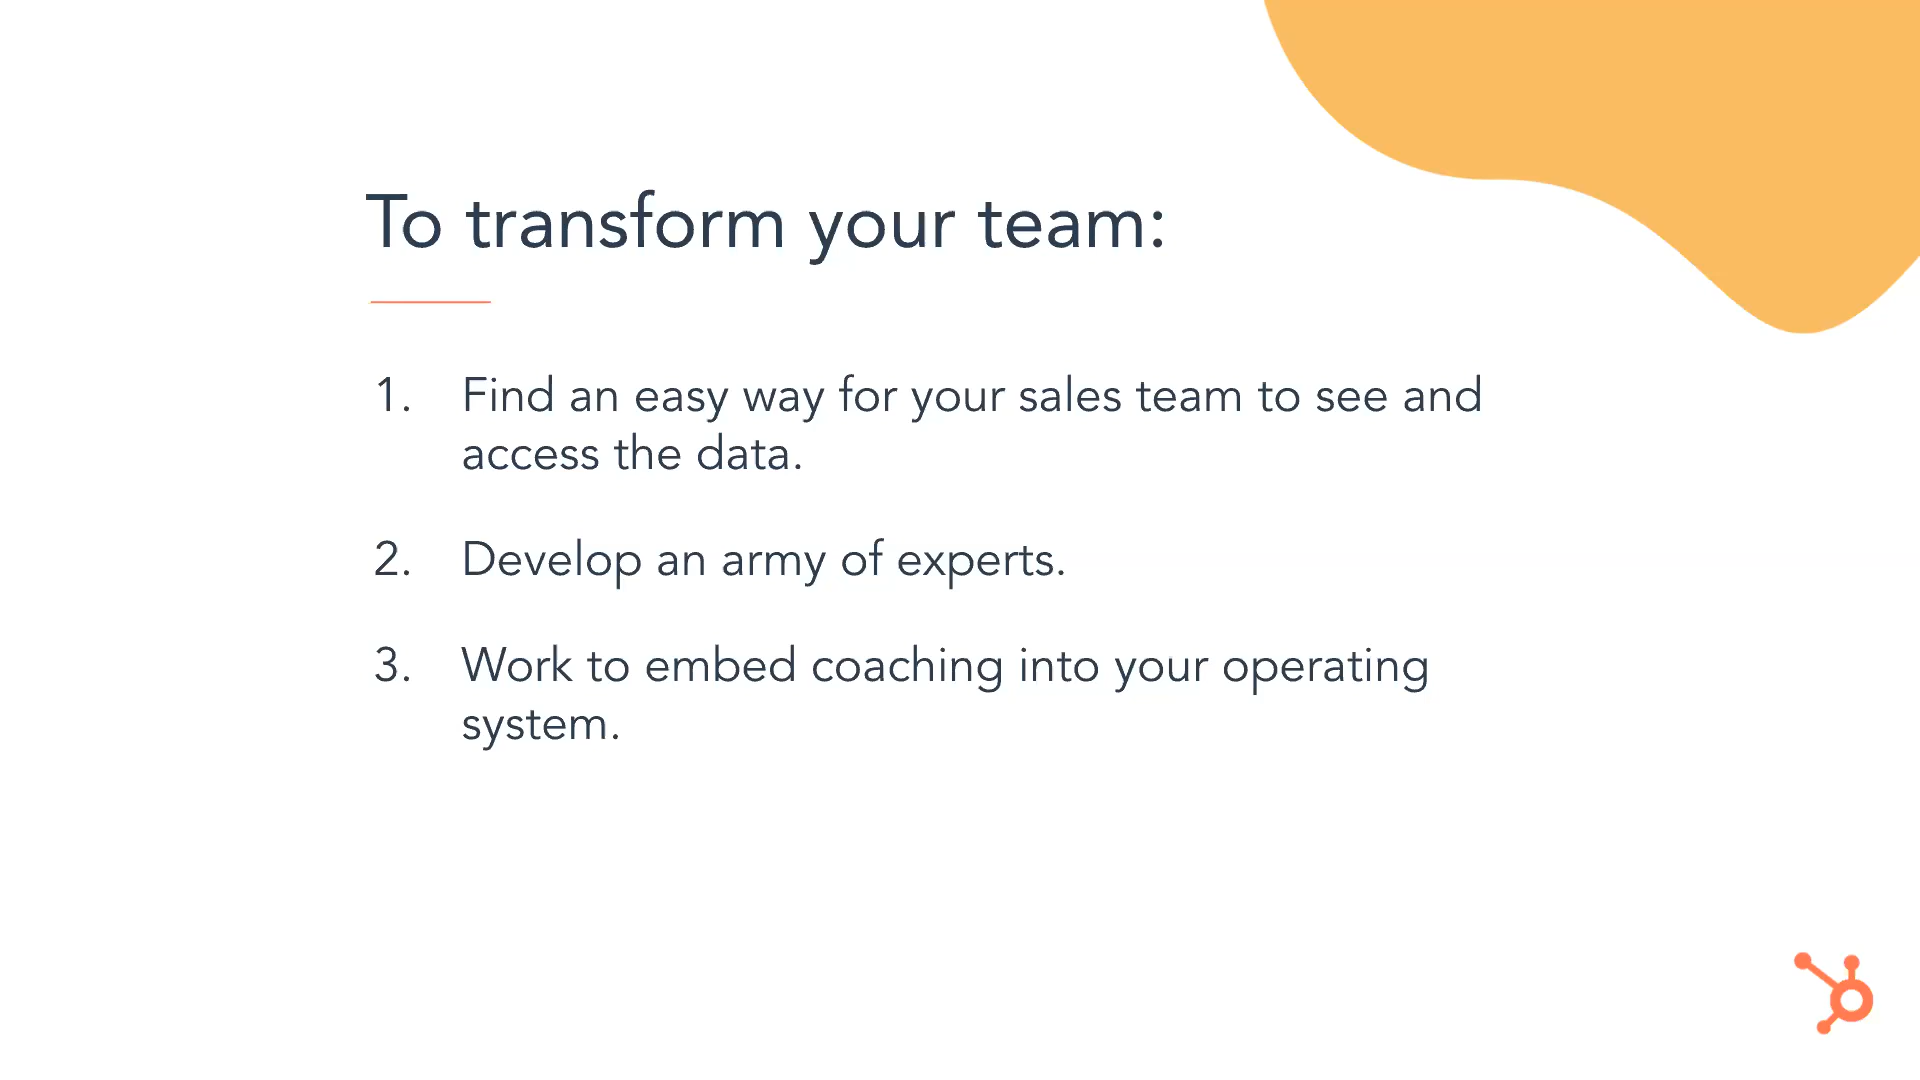 To transform your team:
1. Find an easy way for your sales team to see and
access the data.
2. Develop an army of experts.
3. Work to embed coaching into your operating
system.